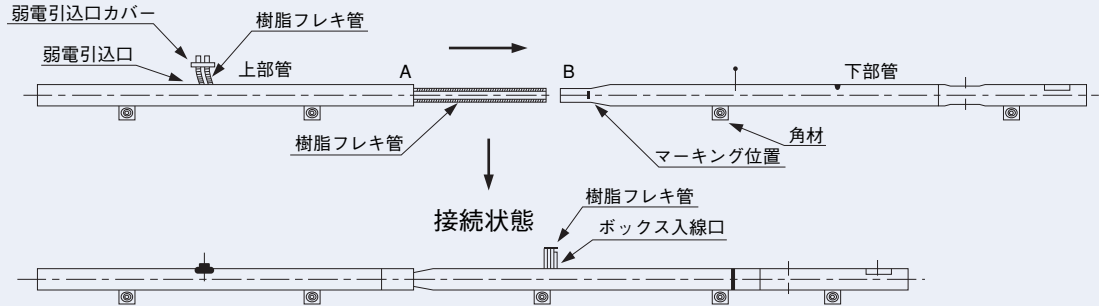 弱電引込口カバー
樹脂フレキ管
弱電引込口
上部管
A
B
下部管
樹脂フレキ管
マーキング位置
角材
接続状態
樹脂フレキ管
ボックス入線口